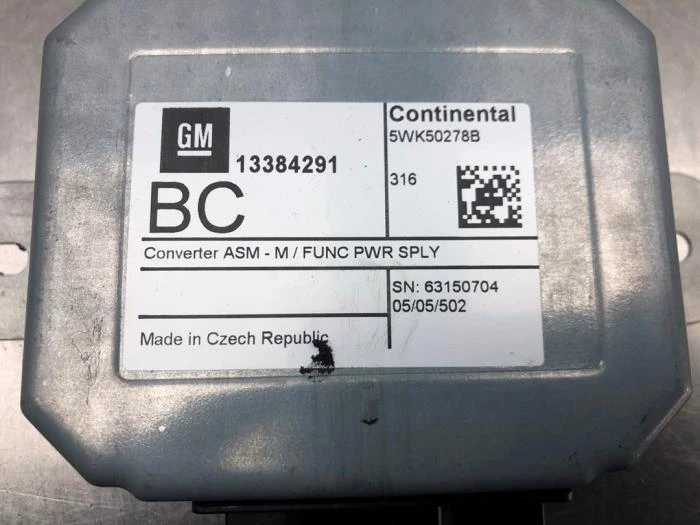 GM
13384291
BC
Continental
5WK50278B
316
Converter ASM - M / FUNC PWR SPLY
SN: 63150704
05/05/502
Made in Czech Republic